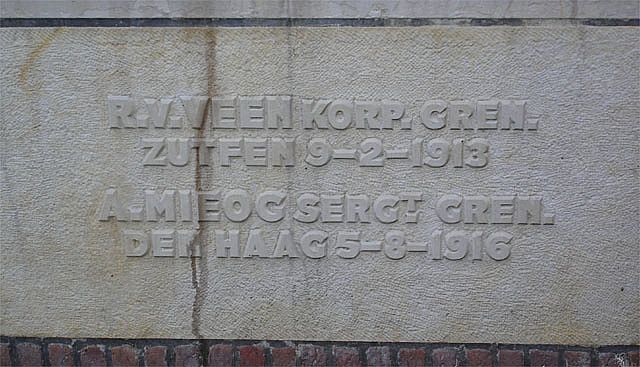 R.V.VEEN KORP. GREN.
ZUTFEN 9-2-1913
A.MIEOG SERGT. GREN.
DEN HAAG 5-8-1916